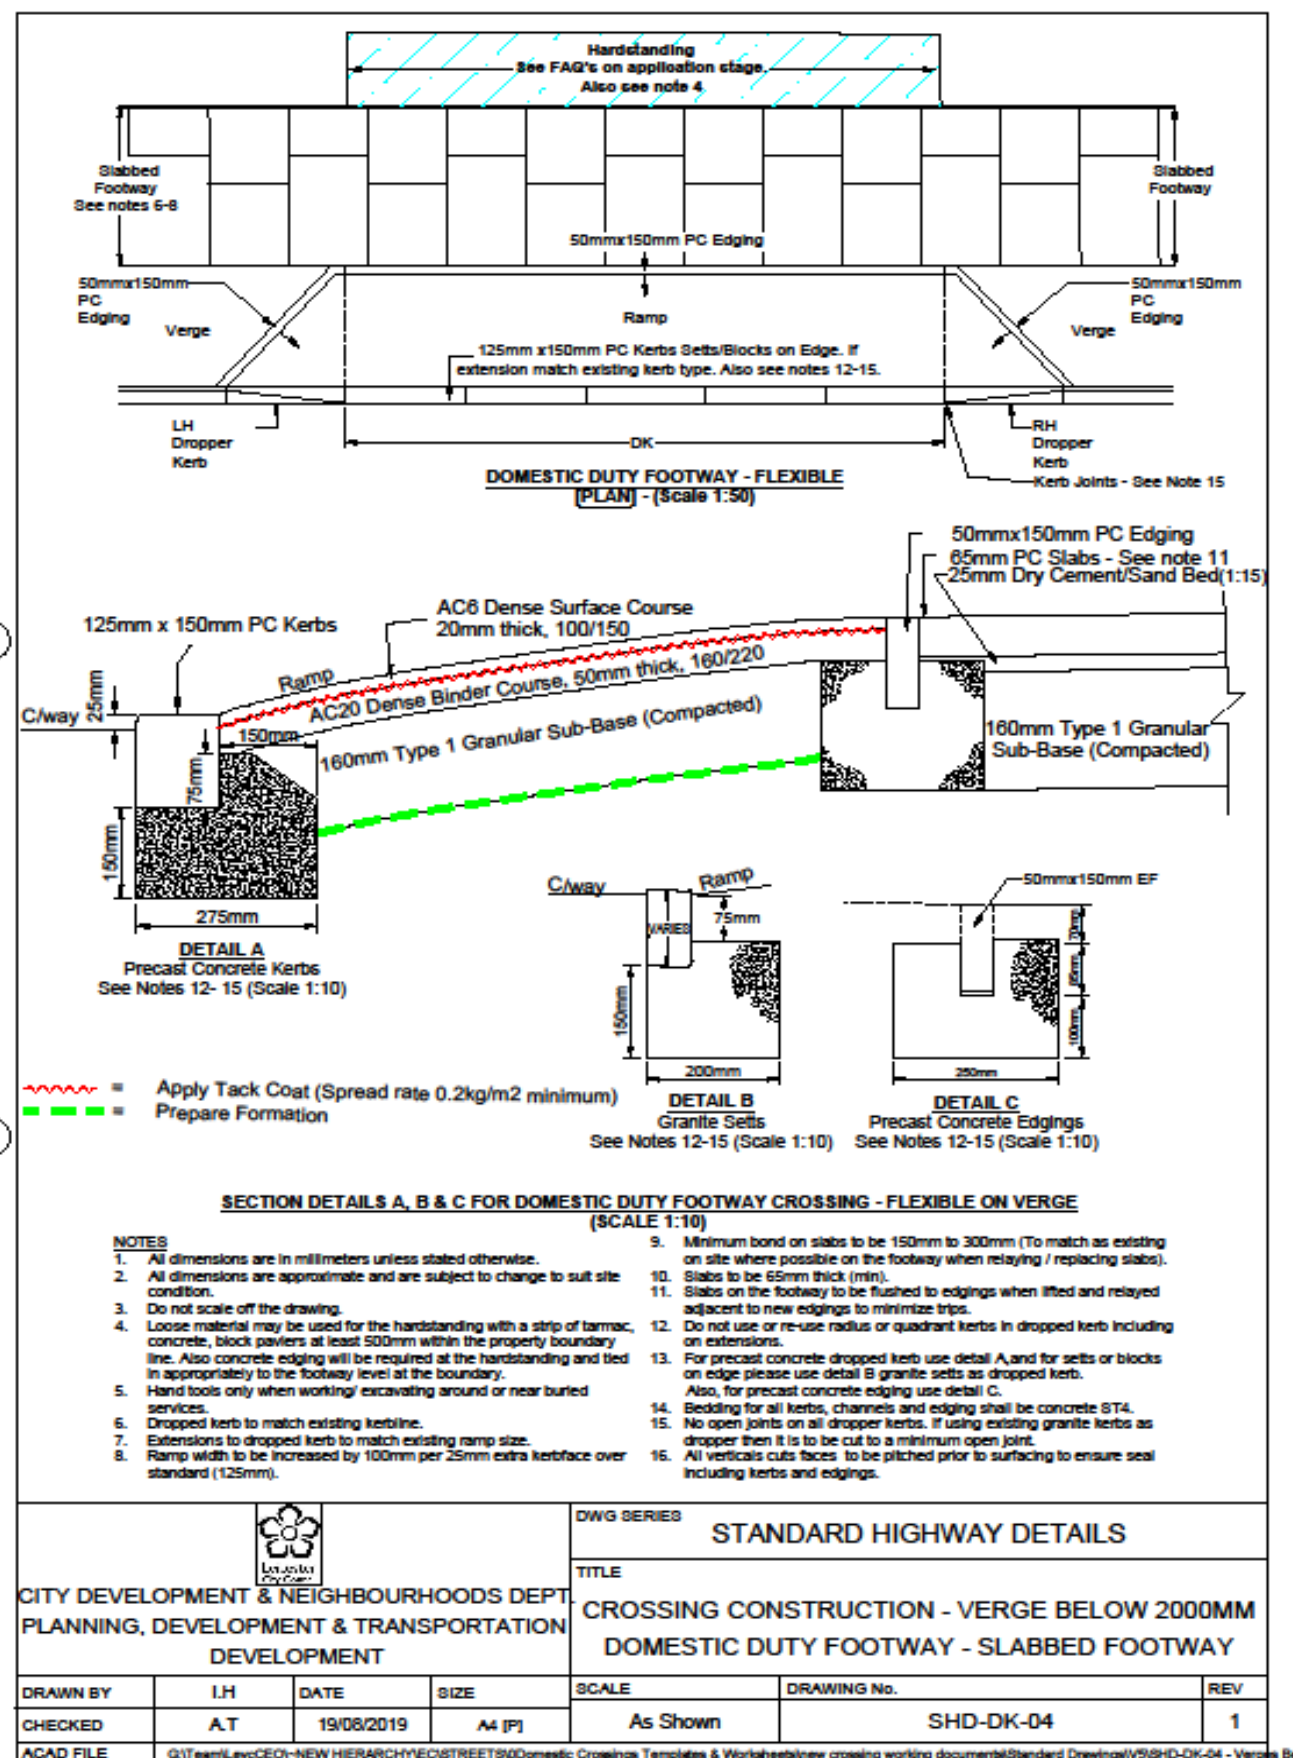 Hardstanding
See FAQ's on application stage.
Also see note 4
Slabbed
Footway
See notes 6-8
Slabbed
Footway
50mmx150mm PC Edging
50mmx150mm
PC
Edging
Verge
Ramp
50mmx150mm
PC
Edging
Verge
125mm x150mm PC Kerbs Setts/Blocks on Edge. If
extension match existing kerb type. Also see notes 12-15.
LH
Dropper
Kerb
DK
RH
Dropper
Kerb
Kerb Joints - See Note 15
DOMESTIC DUTY FOOTWAY - FLEXIBLE
[PLAN] - (Scale 1:50)
50mmx150mm PC Edging
65mm PC Slabs - See note 11
25mm Dry Cement/Sand Bed(1:15)
125mm x 150mm PC Kerbs
AC6 Dense Surface Course
20mm thick, 100/150
Ramp
AC20 Dense Binder Course, 50mm thick, 160/220
160mm Type 1 Granular Sub-Base (Compacted)
C/way
25mm
150mm
75mm
150mm
275mm
160mm Type 1 Granular
Sub-Base (Compacted)
DETAIL A
Precast Concrete Kerbs
See Notes 12- 15 (Scale 1:10)
C/way
Ramp
VARIES
75mm
150mm
200mm
DETAIL B
Granite Setts
See Notes 12-15 (Scale 1:10)
50mmx150mm EF
70mm
85mm
100mm
250mm
DETAIL C
Precast Concrete Edgings
See Notes 12-15 (Scale 1:10)
= Apply Tack Coat (Spread rate 0.2kg/m2 minimum)
= Prepare Formation
SECTION DETAILS A, B & C FOR DOMESTIC DUTY FOOTWAY CROSSING - FLEXIBLE ON VERGE
(SCALE 1:10)
NOTES
1. All dimensions are in millimeters unless stated otherwise.
2. All dimensions are approximate and are subject to change to suit site
condition.
3. Do not scale off the drawing.
4. Loose material may be used for the hardstanding with a strip of tarmac,
concrete, block paviers at least 500mm within the property boundary
line. Also concrete edging will be required at the hardstanding and tied
in appropriately to the footway level at the boundary.
5. Hand tools only when working/ excavating around or near buried
services.
6. Dropped kerb to match existing kerbline.
7. Extensions to dropped kerb to match existing ramp size.
8. Ramp width to be increased by 100mm per 25mm extra kerbface over
standard (125mm).
9. Minimum bond on slabs to be 150mm to 300mm (To match as existing
on site where possible on the footway when relaying / replacing slabs).
10. Slabs to be 65mm thick (min).
11. Slabs on the footway to be flushed to edgings when lifted and relayed
adjacent to new edgings to minimize trips.
12. Do not use or re-use radius or quadrant kerbs in dropped kerb including
on extensions.
13. For precast concrete dropped kerb use detail A,and for setts or blocks
on edge please use detail B granite setts as dropped kerb.
Also, for precast concrete edging use detail C.
14. Bedding for all kerbs, channels and edging shall be concrete ST4.
15. No open joints on all dropper kerbs. If using existing granite kerbs as
dropper then it is to be cut to a minimum open joint.
16. All verticals cuts faces to be pitched prior to surfacing to ensure seal
including kerbs and edgings.
Leicester
City Council
CITY DEVELOPMENT & NEIGHBOURHOODS DEPT.
PLANNING, DEVELOPMENT & TRANSPORTATION
DEVELOPMENT
DWG SERIES
STANDARD HIGHWAY DETAILS
TITLE
CROSSING CONSTRUCTION - VERGE BELOW 2000MM
DOMESTIC DUTY FOOTWAY - SLABBED FOOTWAY
DRAWN BY I.H DATE SIZE SCALE DRAWING No. REV
CHECKED A.T 19/08/2019 A4 [P] As Shown SHD-DK-04 1
ACAD FILE